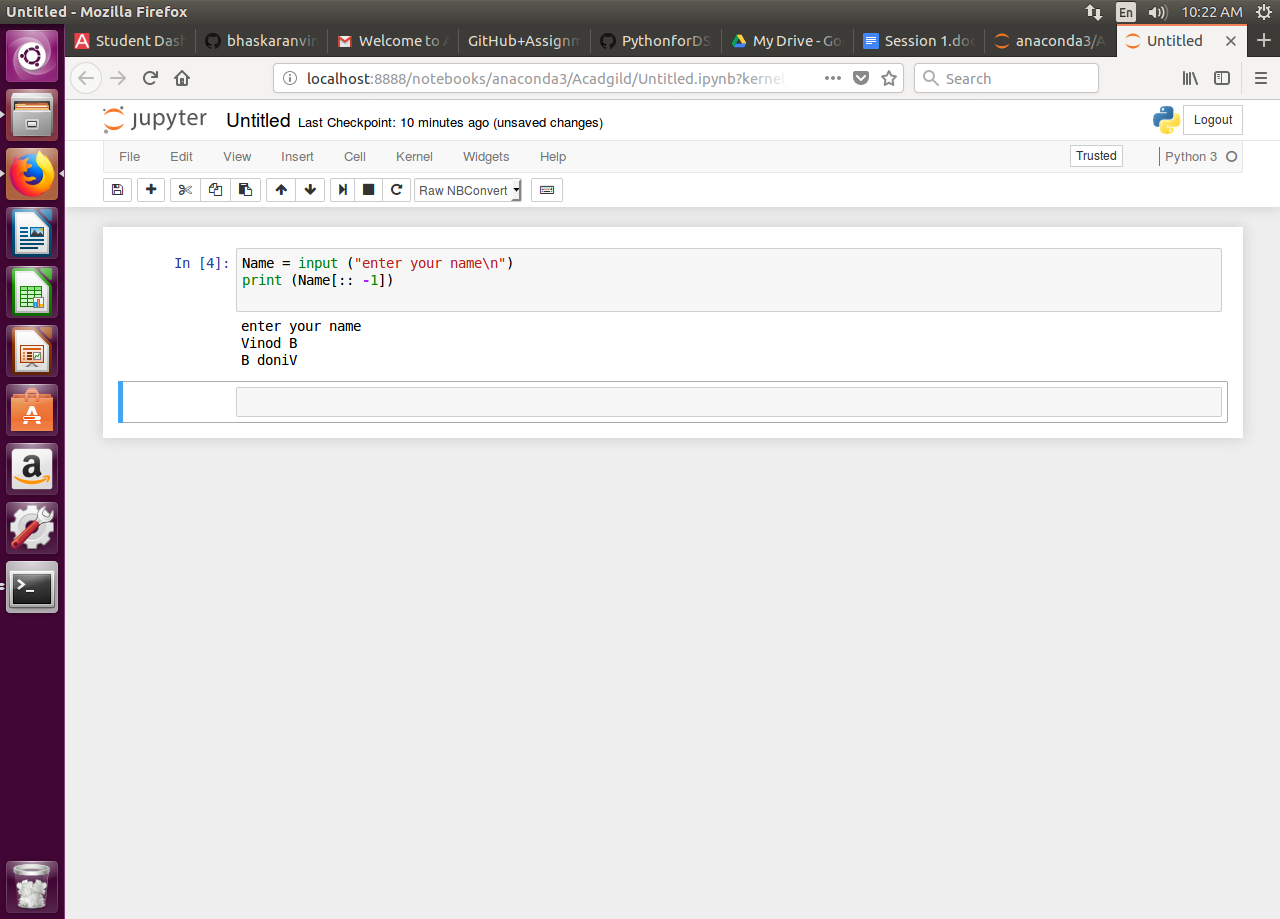 Untitled - Mozilla Firefox
En
10:22 AM
Student Dash
bhaskaranvin
Welcome to A
GitHub+Assignm
PythonforDS
My Drive - Go
Session 1.doc
anaconda3/A
Untitled
localhost:8888/notebooks/anaconda3/Acadgild/Untitled.ipynb?kernel
Search
jupyter
Untitled
Last Checkpoint: 10 minutes ago (unsaved changes)
Logout
File
Edit
View
Insert
Cell
Kernel
Widgets
Help
Trusted
Python 3
Raw NBConvert
In [4]:
Name = input ("enter your name\n")
print (Name[:: -1])
enter your name
Vinod B
B doniV